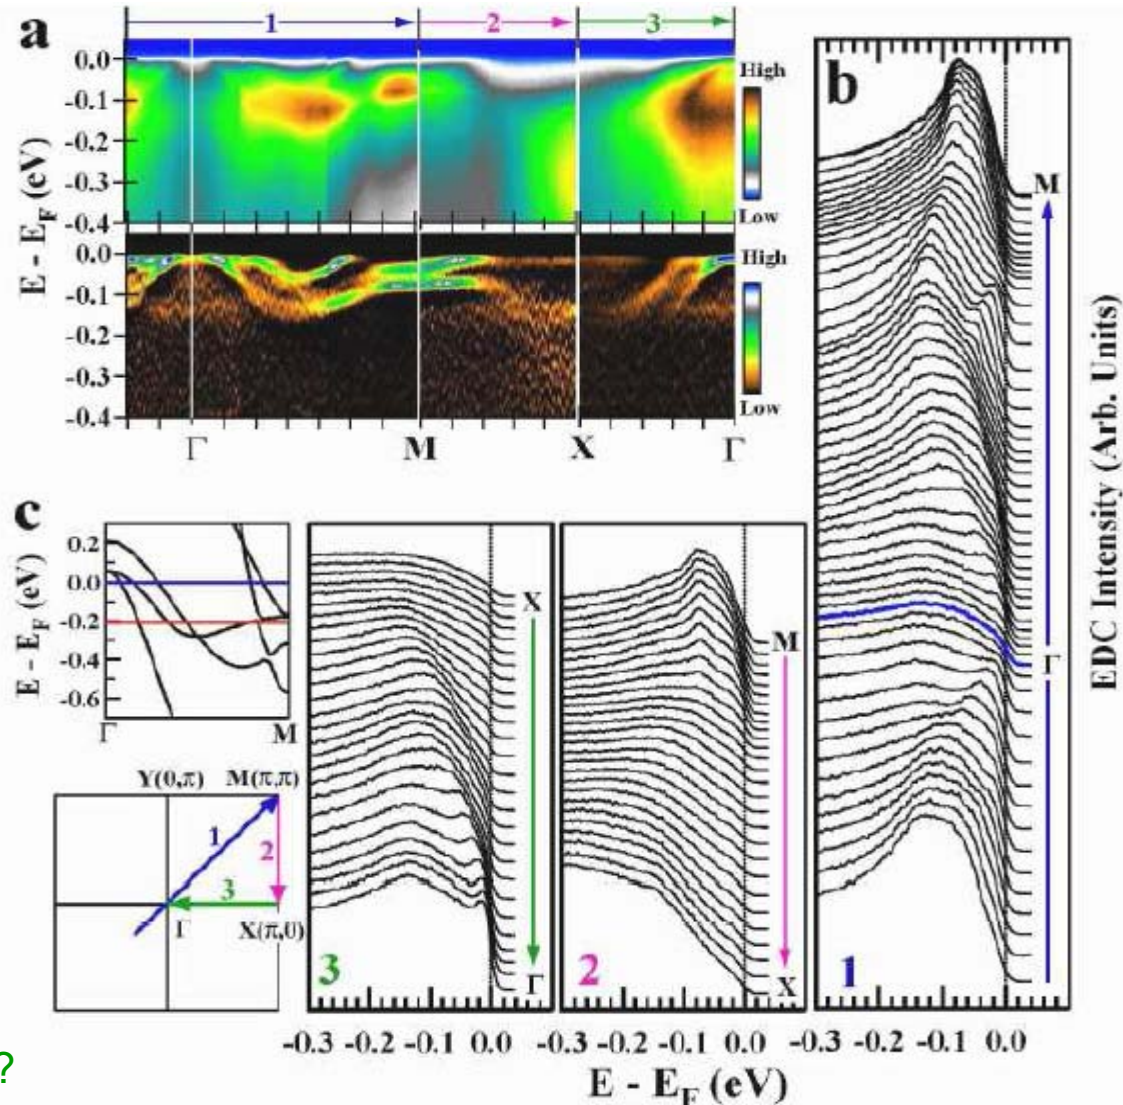 a
1
2
3
0.0
-0.1
-0.2
-0.3
-0.4
High
Low
E - E_F (eV)
0.0
-0.1
-0.2
-0.3
-0.4
High
Low
Γ
M
X
Γ
b
M
Γ
1
EDC Intensity (Arb. Units)
c
0.2
0.0
-0.2
-0.4
-0.6
E - E_F (eV)
Γ
M
Y(0,π)
M(π,π)
1
2
3
Γ
X(π,0)
X
Γ
3
M
X
2
-0.3 -0.2 -0.1 0.0
-0.3 -0.2 -0.1 0.0
-0.3 -0.2 -0.1 0.0
E - E_F (eV)
?